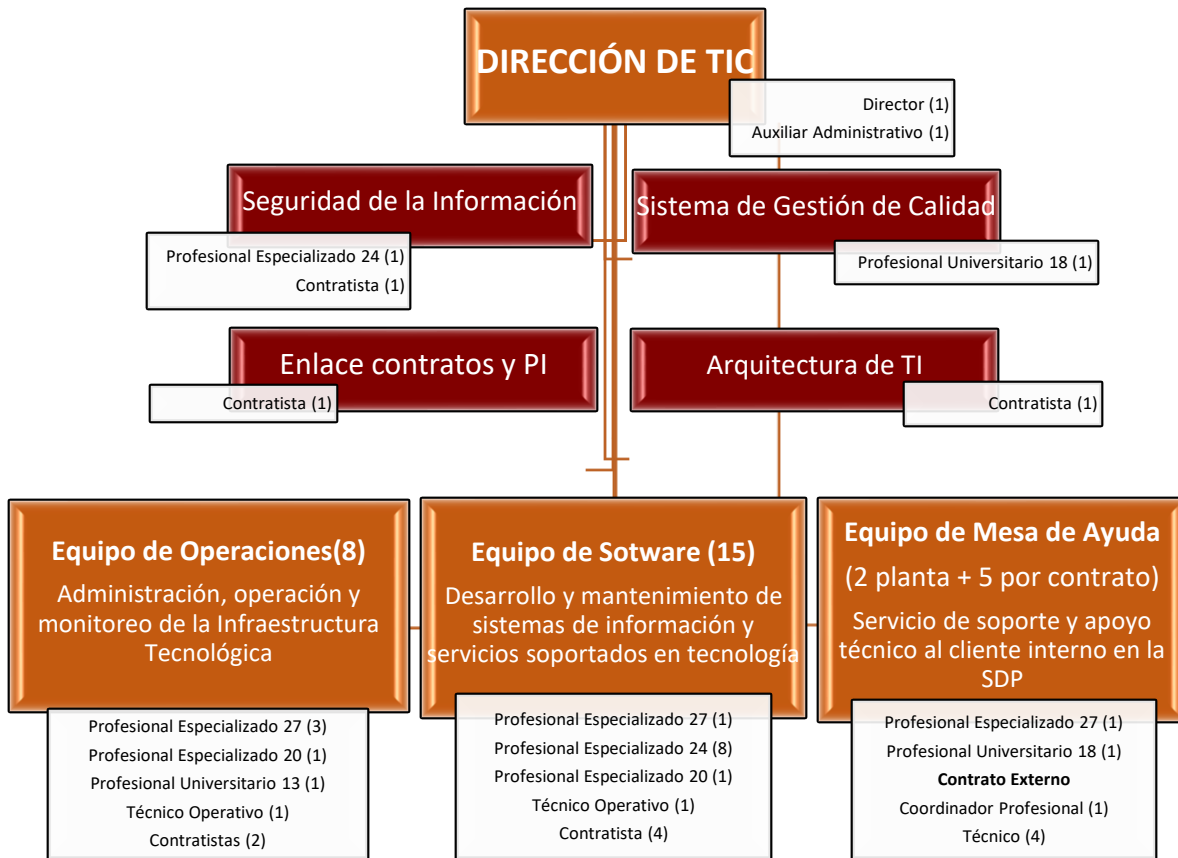 DIRECCIÓN DE TIC
Director (1)
Auxiliar Administrativo (1)
Seguridad de la Información
Profesional Especializado 24 (1)
Contratista (1)
Sistema de Gestión de Calidad
Profesional Universitario 18 (1)
Enlace contratos y PI
Contratista (1)
Arquitectura de TI
Contratista (1)
Equipo de Operaciones(8)
Administración, operación y
monitoreo de la Infraestructura
Tecnológica
Profesional Especializado 27 (3)
Profesional Especializado 20 (1)
Profesional Universitario 13 (1)
Técnico Operativo (1)
Contratistas (2)
Equipo de Sotware (15)
Desarrollo y mantenimiento de
sistemas de información y
servicios soportados en tecnología
Profesional Especializado 27 (1)
Profesional Especializado 24 (8)
Profesional Especializado 20 (1)
Técnico Operativo (1)
Contratista (4)
Equipo de Mesa de Ayuda
(2 planta + 5 por contrato)
Servicio de soporte y apoyo
técnico al cliente interno en la
SDP
Profesional Especializado 27 (1)
Profesional Universitario 18 (1)
Contrato Externo
Coordinador Profesional (1)
Técnico (4)